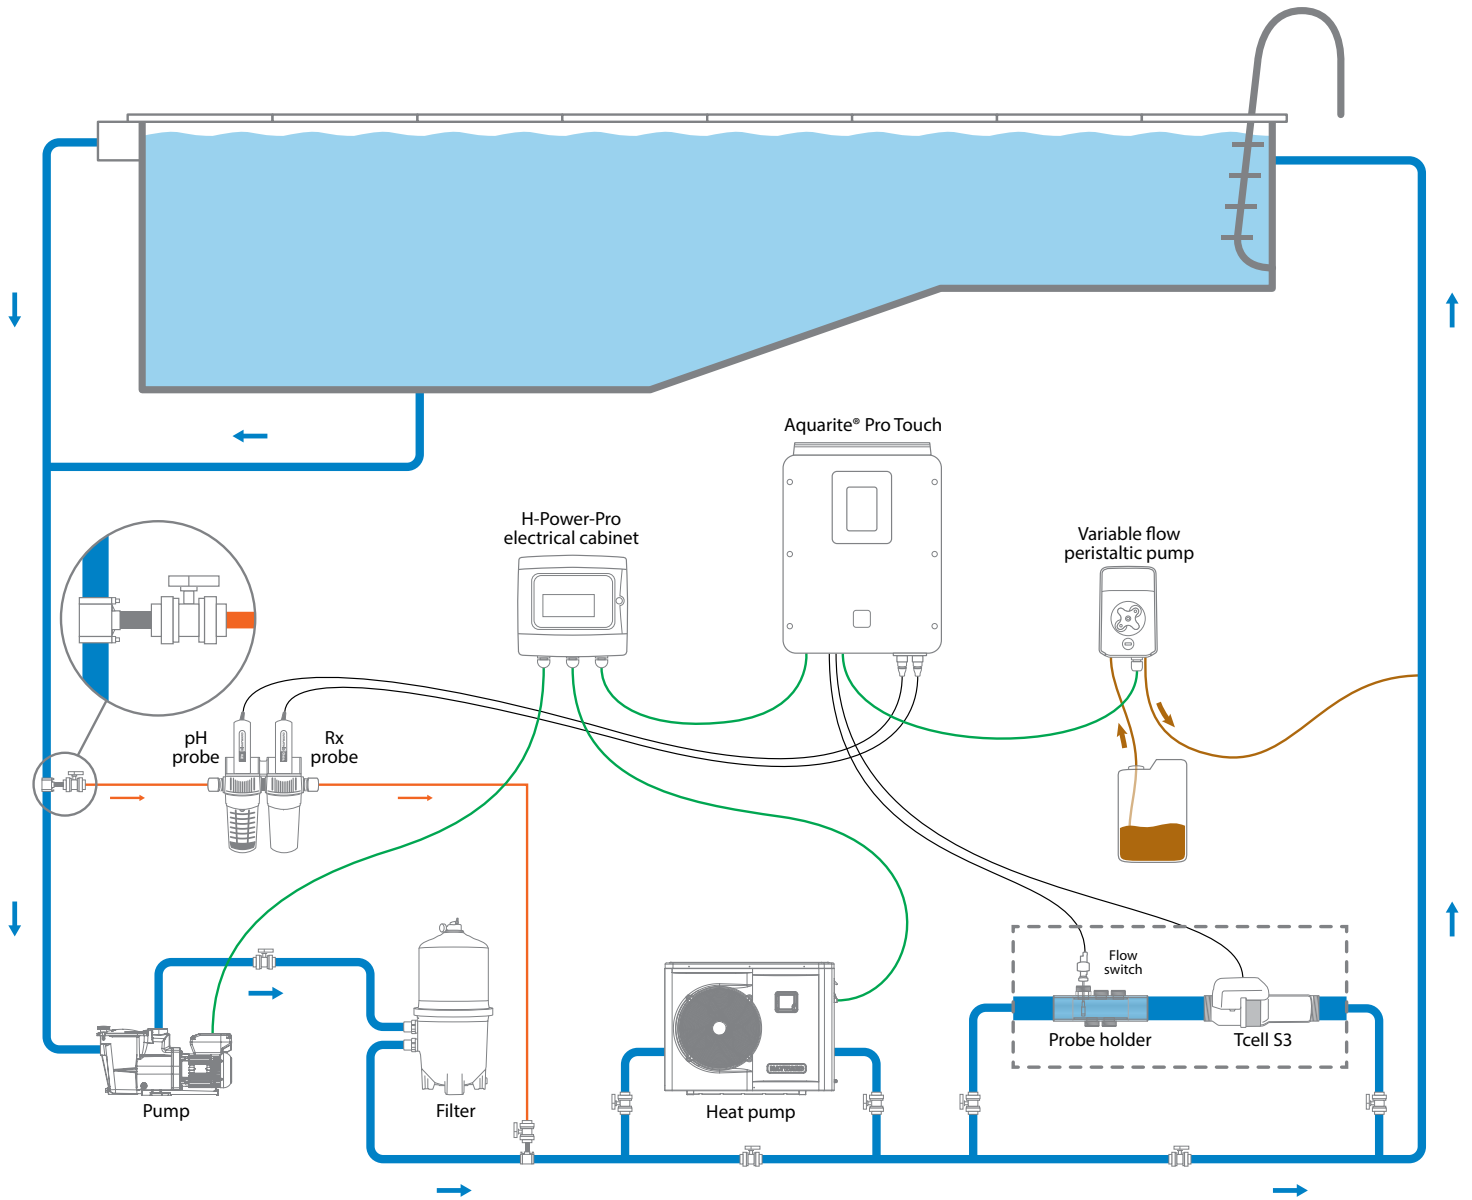 Aquarite® Pro Touch
H-Power-Pro
electrical cabinet
Variable flow
peristaltic pump
pH
probe
Rx
probe
Flow
switch
Probe holder
Tcell S3
Pump
Filter
Heat pump
HAYWARD